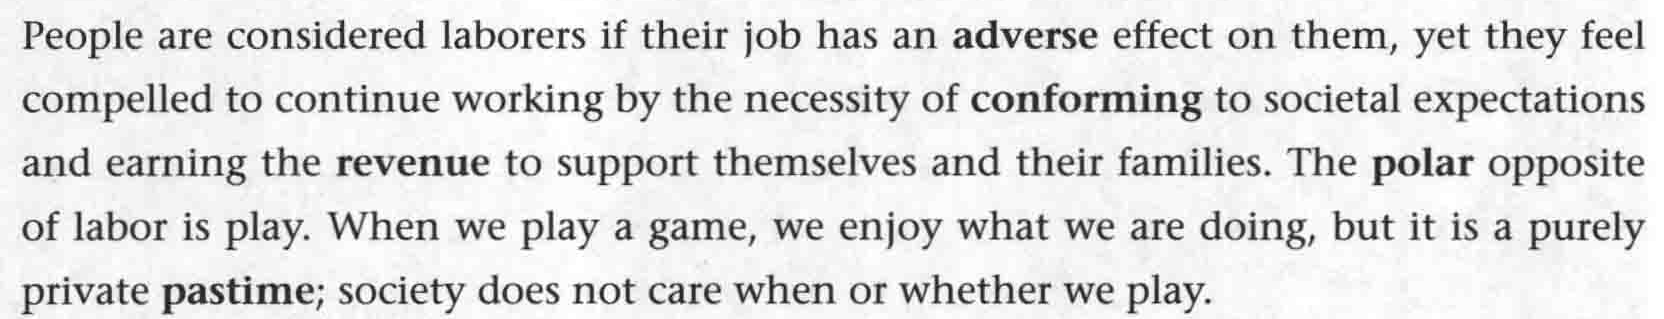 People are considered laborers if their job has an adverse effect on them, yet they feel
compelled to continue working by the necessity of conforming to societal expectations
and earning the revenue to support themselves and their families. The polar opposite
of labor is play. When we play a game, we enjoy what we are doing, but it is a purely
private pastime; society does not care when or whether we play.